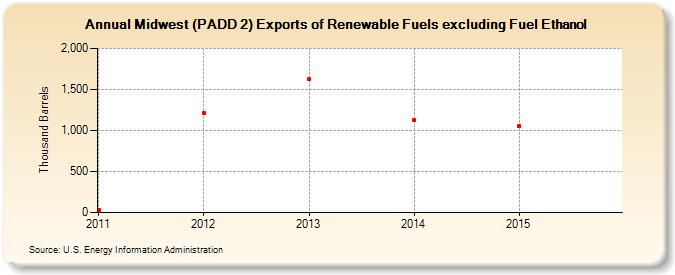 Annual Midwest (PADD 2) Exports of Renewable Fuels excluding Fuel Ethanol
Thousand Barrels
2,000
1,500
1,000
500
0
2011 2012 2013 2014 2015
Source: U.S. Energy Information Administration